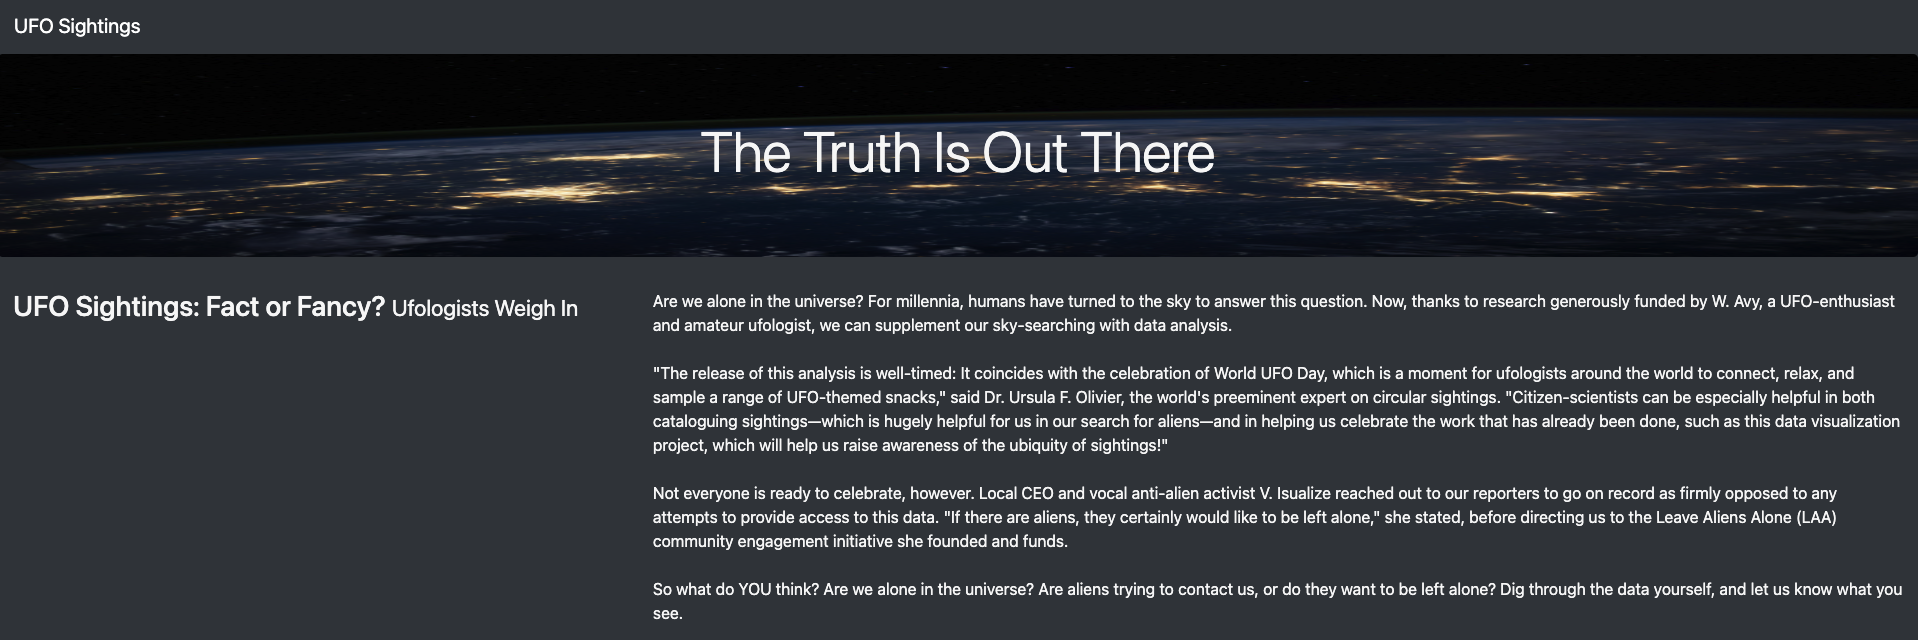 UFO Sightings
The Truth Is Out There
UFO Sightings: Fact or Fancy? Ufologists Weigh In
Are we alone in the universe? For millennia, humans have turned to the sky to answer this question. Now, thanks to research generously funded by W. Avy, a UFO-enthusiast
and amateur ufologist, we can supplement our sky-searching with data analysis.
"The release of this analysis is well-timed: It coincides with the celebration of World UFO Day, which is a moment for ufologists around the world to connect, relax, and
sample a range of UFO-themed snacks," said Dr. Ursula F. Olivier, the world's preeminent expert on circular sightings. "Citizen-scientists can be especially helpful in both
cataloguing sightings—which is hugely helpful for us in our search for aliens—and in helping us celebrate the work that has already been done, such as this data visualization
project, which will help us raise awareness of the ubiquity of sightings!"
Not everyone is ready to celebrate, however. Local CEO and vocal anti-alien activist V. Isualize reached out to our reporters to go on record as firmly opposed to any
attempts to provide access to this data. "If there are aliens, they certainly would like to be left alone," she stated, before directing us to the Leave Aliens Alone (LAA)
community engagement initiative she founded and funds.
So what do YOU think? Are we alone in the universe? Are aliens trying to contact us, or do they want to be left alone? Dig through the data yourself, and let us know what you
see.